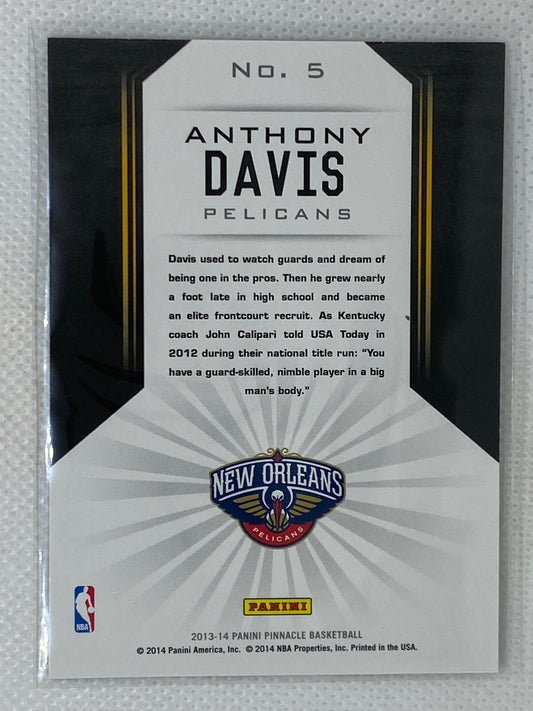 No. 5
ANTHONY
DAVIS
PELICANS
Davis used to watch guards and dream of
being one in the pros. Then he grew nearly
a foot late in high school and became
an elite frontcourt recruit. As Kentucky
coach John Calipari told USA Today in
2012 during their national title run: “You
have a guard-skilled, nimble player in a big
man’s body.”
NEW ORLEANS
PELICANS
NBA
PANINI
2013-14 PANINI PINNACLE BASKETBALL
© 2014 Panini America, Inc. © 2014 NBA Properties, Inc. Printed in the USA.